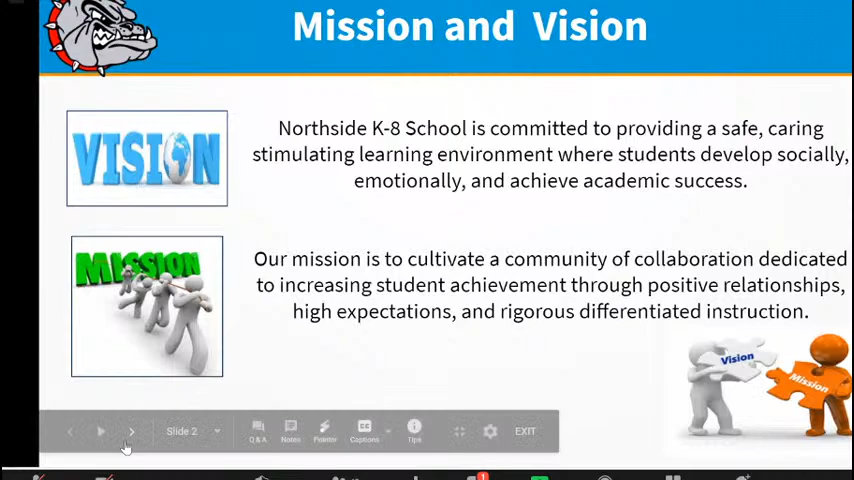 Mission and Vision
VISION
Northside K-8 School is committed to providing a safe, caring
stimulating learning environment where students develop socially,
emotionally, and achieve academic success.
MISSION
Our mission is to cultivate a community of collaboration dedicated
to increasing student achievement through positive relationships,
high expectations, and rigorous differentiated instruction.
Vision
Mission
Slide 2
Q & A
Notes
Pointer
CC
Captions
Tips
EXIT
1